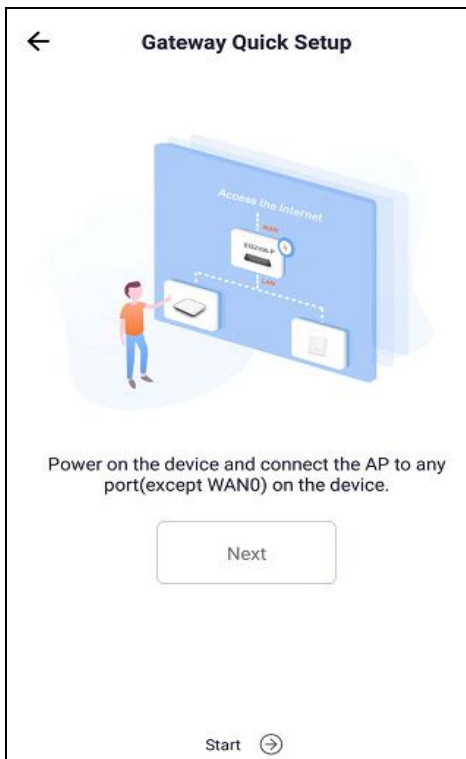 Gateway Quick Setup
Access the Internet
WAN
EG2100-P
LAN
Power on the device and connect the AP to any
port(except WAN0) on the device.
Next
Start